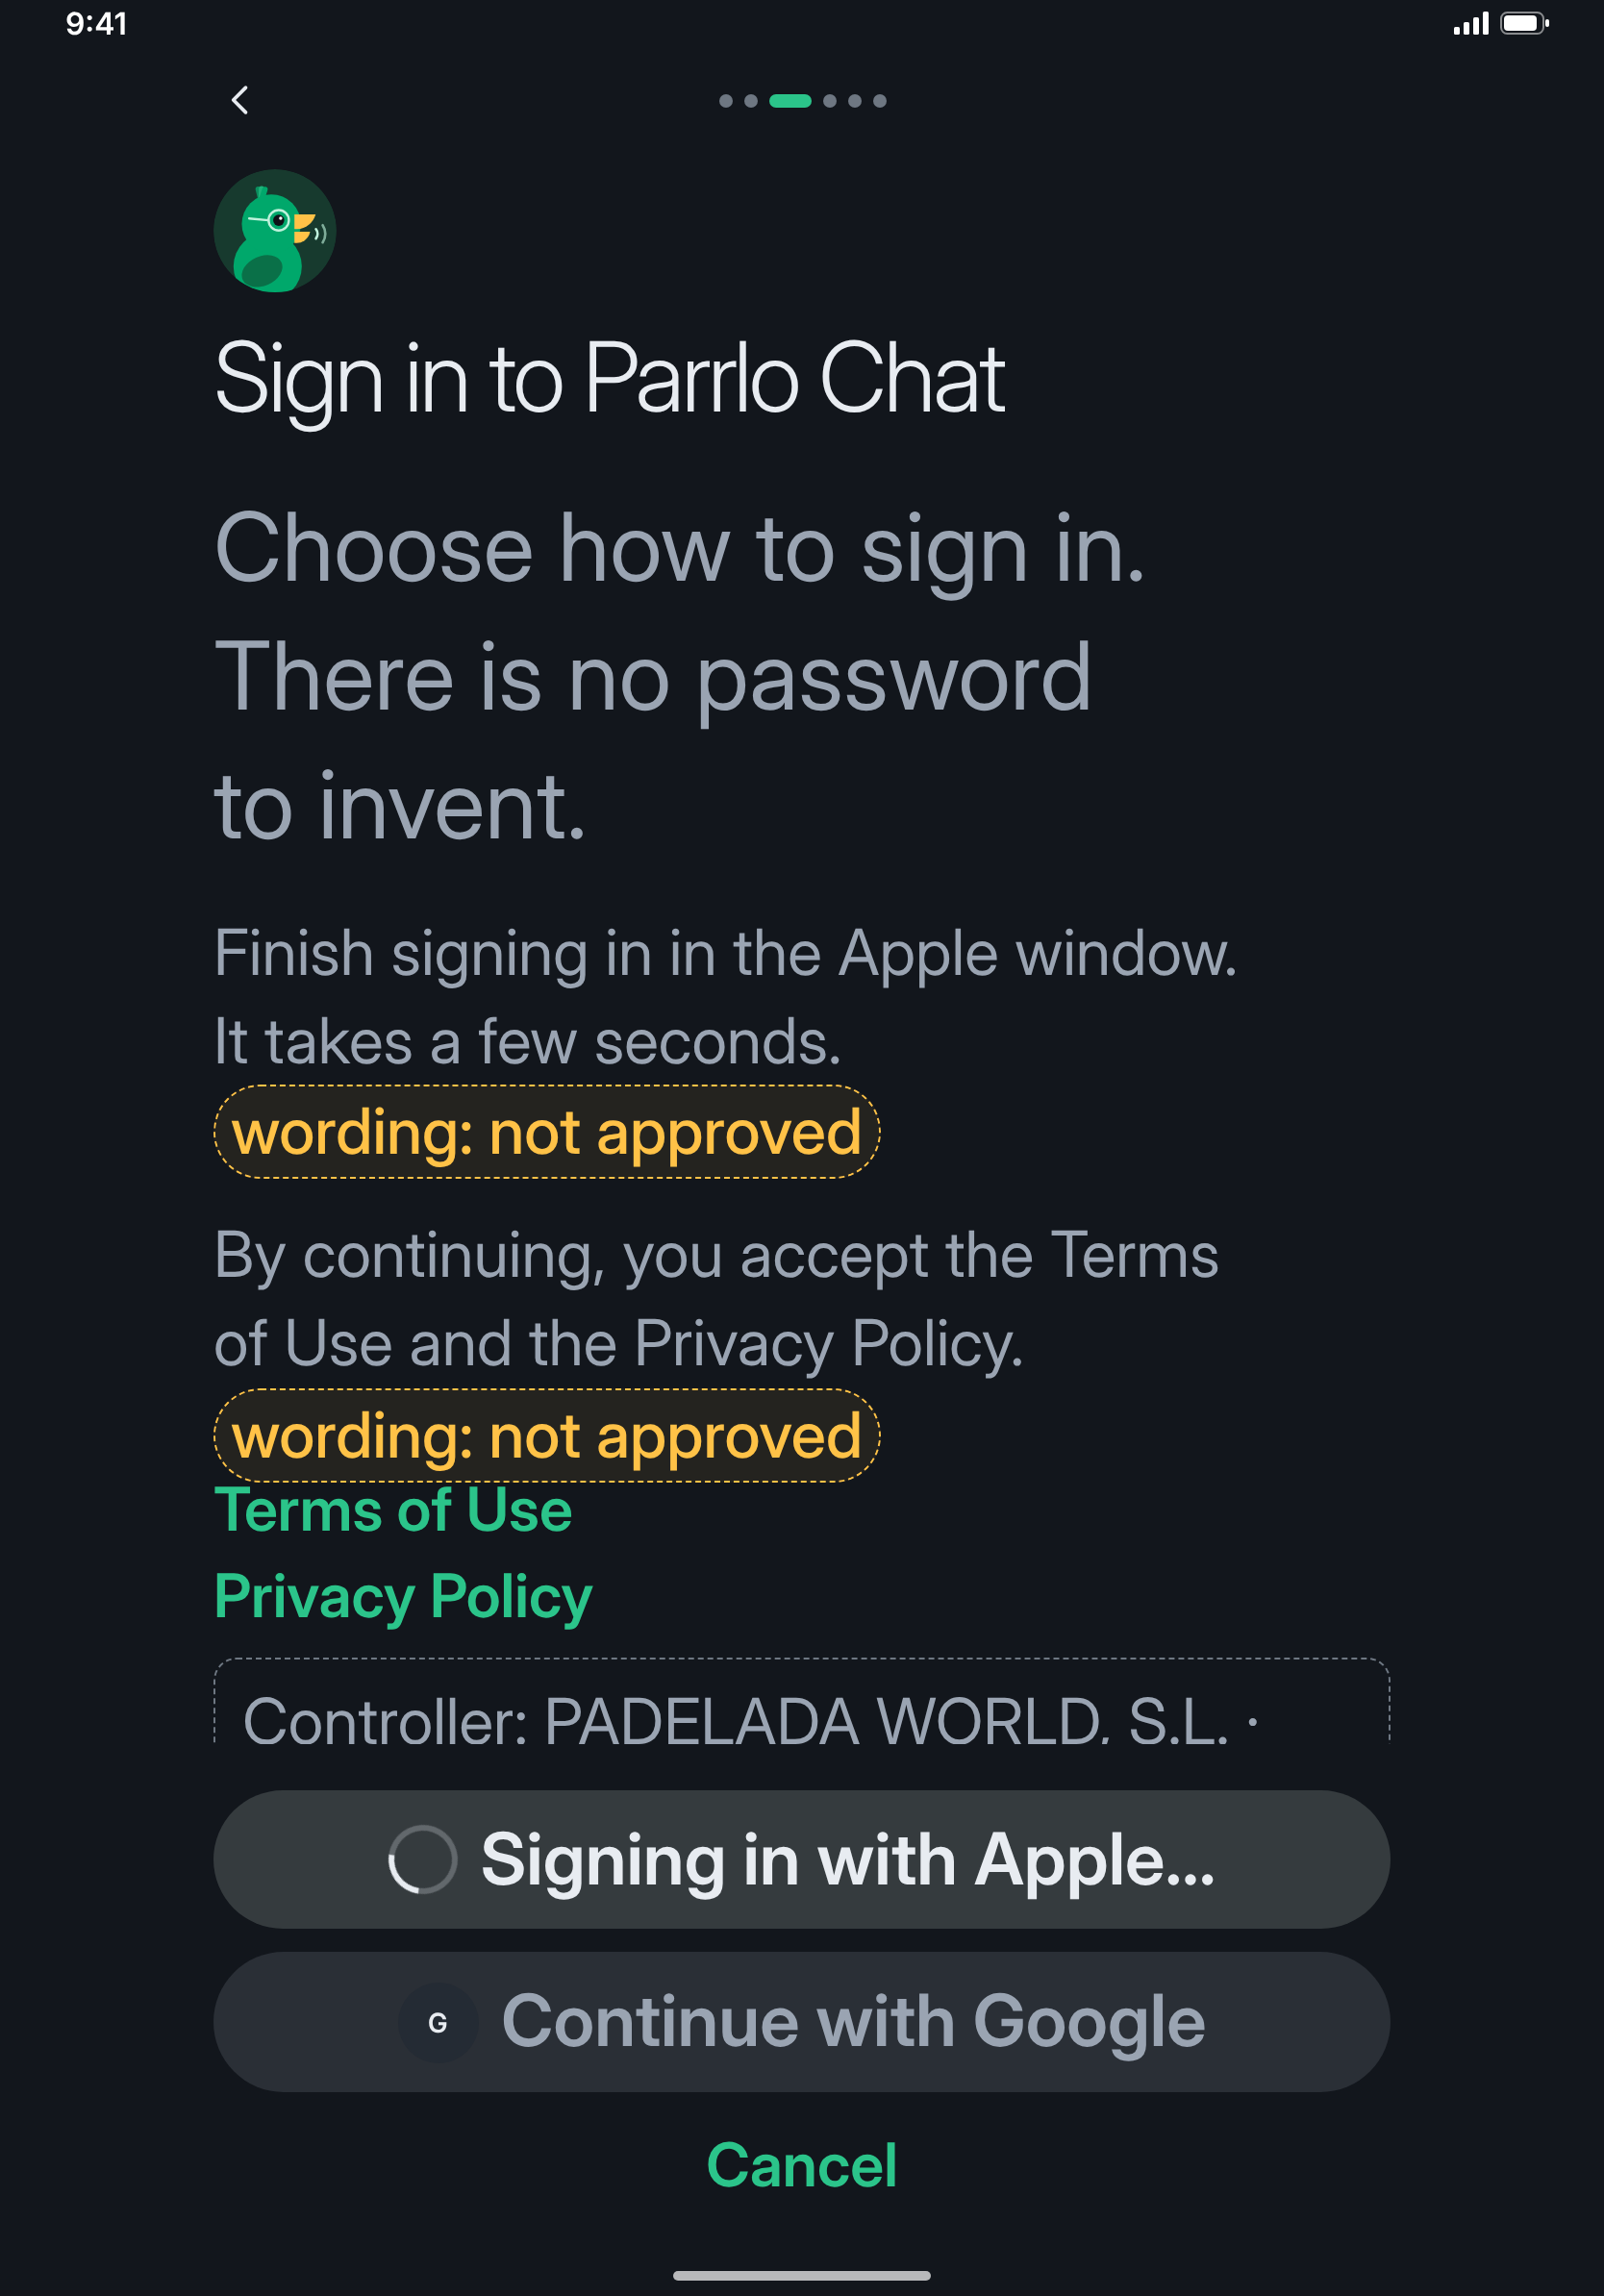 9:41
Sign in to Parrlo Chat
Choose how to sign in.
There is no password
to invent.
Finish signing in in the Apple window.
It takes a few seconds.
wording: not approved
By continuing, you accept the Terms
of Use and the Privacy Policy.
wording: not approved
Terms of Use
Privacy Policy
Controller: PADELADA WORLD, S.L. ·
Signing in with Apple...
G Continue with Google
Cancel